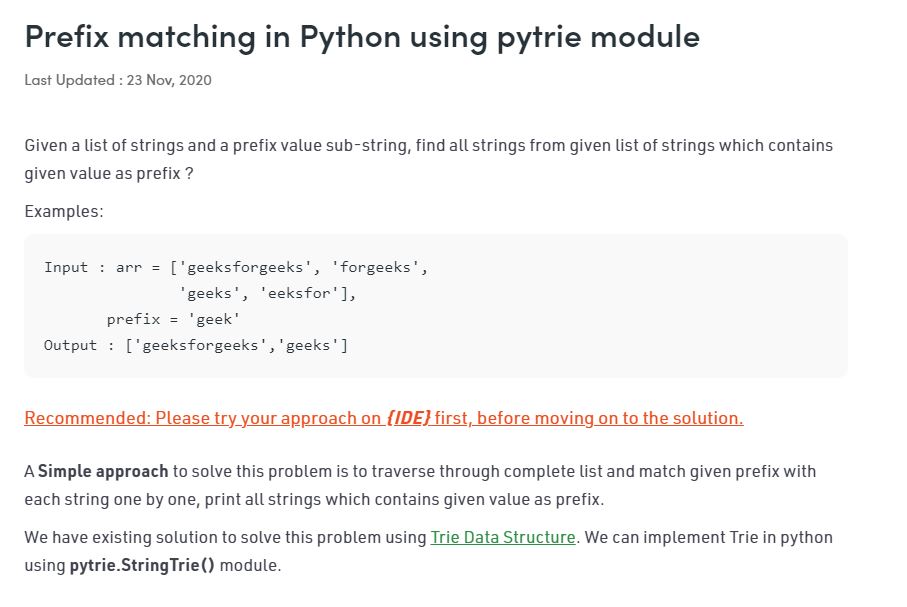 Prefix matching in Python using pytrie module
Last Updated : 23 Nov, 2020
Given a list of strings and a prefix value sub-string, find all strings from given list of strings which contains
given value as prefix ?
Examples:
Input : arr = ['geeksforgeeks', 'forgeeks',
'geeks', 'eeksfor'],
prefix = 'geek'
Output : ['geeksforgeeks','geeks']
Recommended: Please try your approach on {IDE} first, before moving on to the solution.
A Simple approach to solve this problem is to traverse through complete list and match given prefix with
each string one by one, print all strings which contains given value as prefix.
We have existing solution to solve this problem using Trie Data Structure. We can implement Trie in python
using pytrie.StringTrie() module.